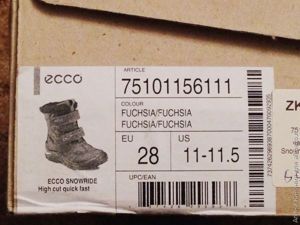 ecco
ARTICLE
75101156111
COLOUR
FUCHSIA/FUCHSIA
FUCHSIA/FUCHSIA
EU
US
28
11-11.5
ECCO SNOWRIDE
High cut quick fast
UPC/EAN
ZK
75